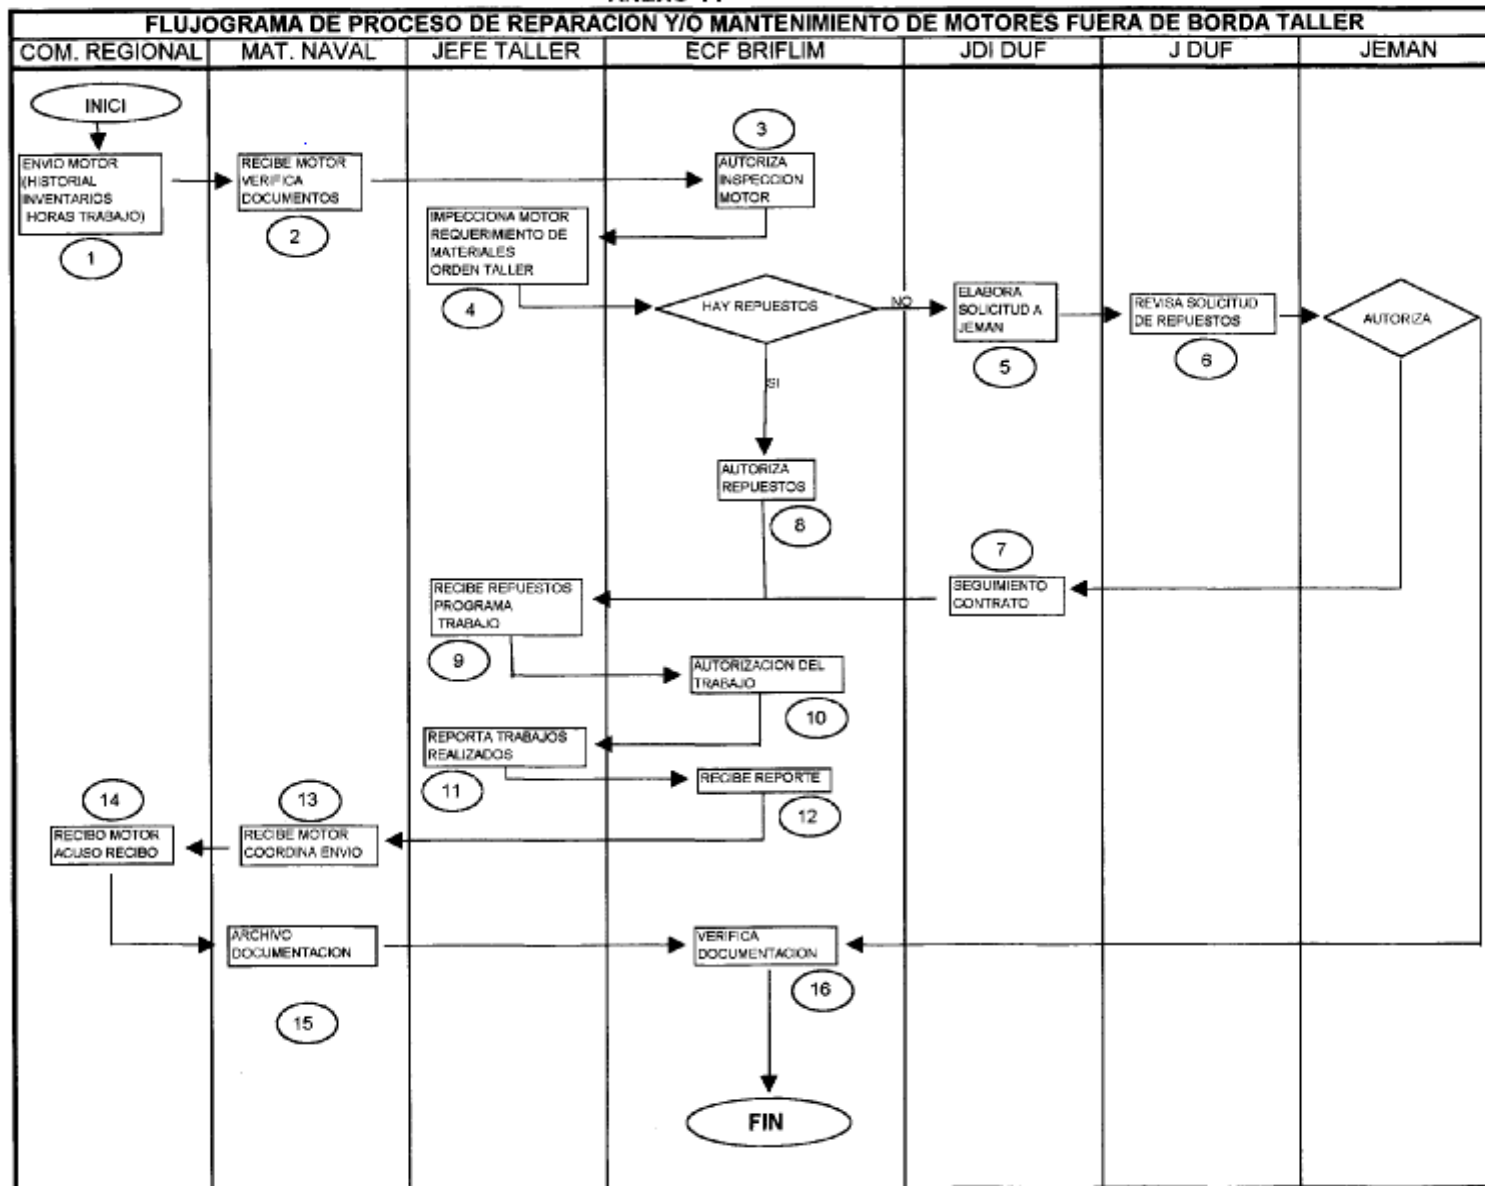 FLUJOGRAMA DE PROCESO DE REPARACION Y/O MANTENIMIENTO DE MOTORES FUERA DE BORDA TALLER
COM. REGIONAL
MAT. NAVAL
JEFE TALLER
ECF BRIFLIM
JDI DUF
J DUF
JEMAN
INICI
3
ENVIO MOTOR
(HISTORIAL
INVENTARIOS
HORAS TRABAJO)
1
RECIBE MOTOR
VERIFICA
DOCUMENTOS
2
AUTORIZA
INSPECCION
MOTOR
IMPECCIONA MOTOR
REQUERIMIENTO DE
MATERIALES
ORDEN TALLER
4
HAY REPUESTOS
NO
SI
ELABORA
SOLICITUD A
JEMAN
5
REVISA SOLICITUD
DE REPUESTOS
6
AUTORIZA
AUTORIZA
REPUESTOS
8
7
SEGUIMIENTO
CONTRATO
RECIBE REPUESTOS
PROGRAMA
TRABAJO
9
AUTORIZACION DEL
TRABAJO
10
REPORTA TRABAJOS
REALIZADOS
11
RECIBE REPORTE
12
14
13
RECIBO MOTOR
ACUSO RECIBO
RECIBE MOTOR
COORDINA ENVIO
ARCHIVO
DOCUMENTACION
15
VERIFICA
DOCUMENTACION
16
FIN